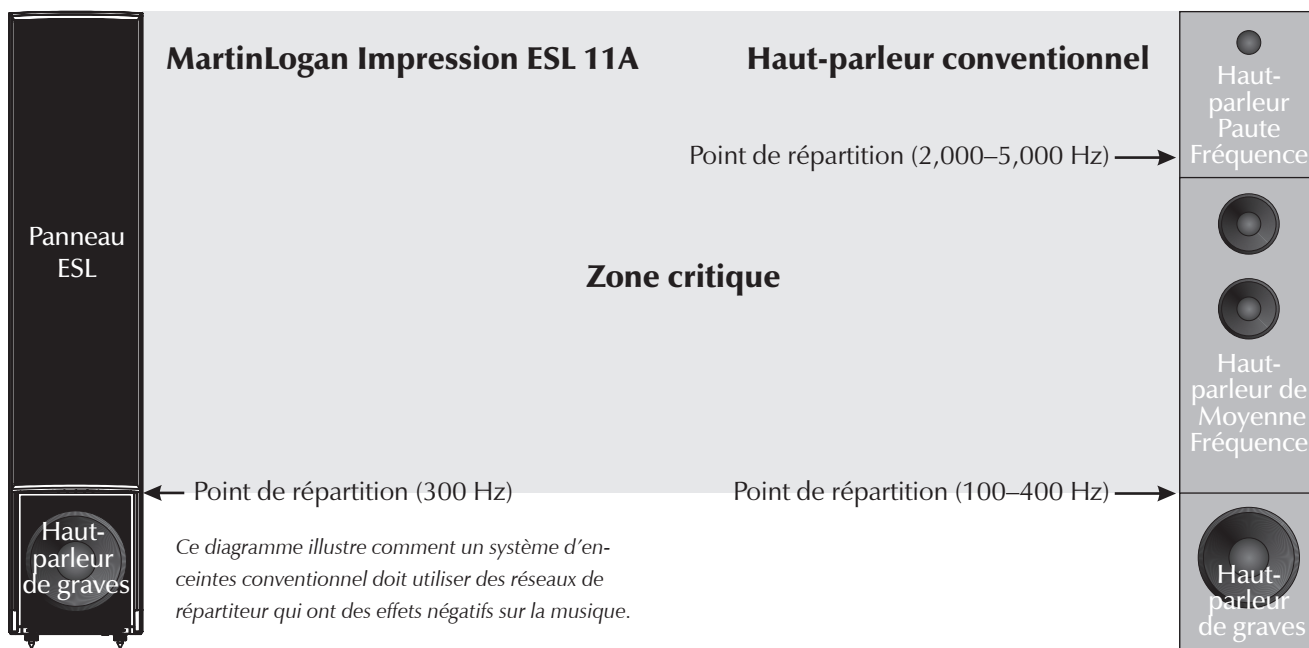 MartinLogan Impression ESL 11A
Haut-parleur conventionnel
Haut-
parleur
Paute
Fréquence
Point de répartition (2,000–5,000 Hz)
Panneau
ESL
Zone critique
Haut-
parleur de
Moyenne
Fréquence
Point de répartition (300 Hz)
Point de répartition (100–400 Hz)
Haut-
parleur
de graves
Ce diagramme illustre comment un système d'en-
ceintes conventionnel doit utiliser des réseaux de
répartiteur qui ont des effets négatifs sur la musique.
Haut-
parleur
de graves